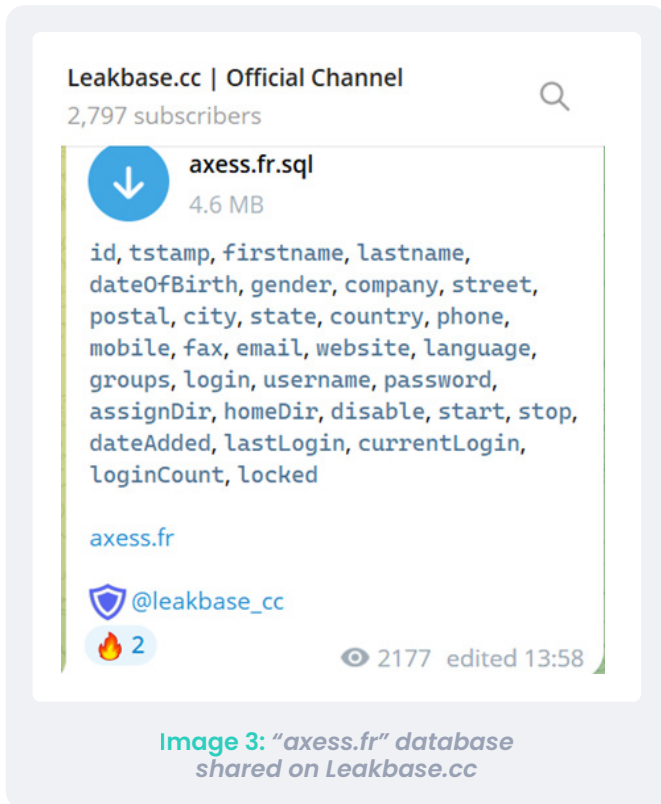 Leakbase.cc | Official Channel
2,797 subscribers
axess.fr.sql
4.6 MB
id, tstamp, firstname, lastname,
dateOfBirth, gender, company, street,
postal, city, state, country, phone,
mobile, fax, email, website, language,
groups, login, username, password,
assignDir, homeDir, disable, start, stop,
dateAdded, lastLogin, currentLogin,
loginCount, locked
axess.fr
@leakbase_cc
🔥 2
2177 edited 13:58
Image 3: “axess.fr” database
shared on Leakbase.cc